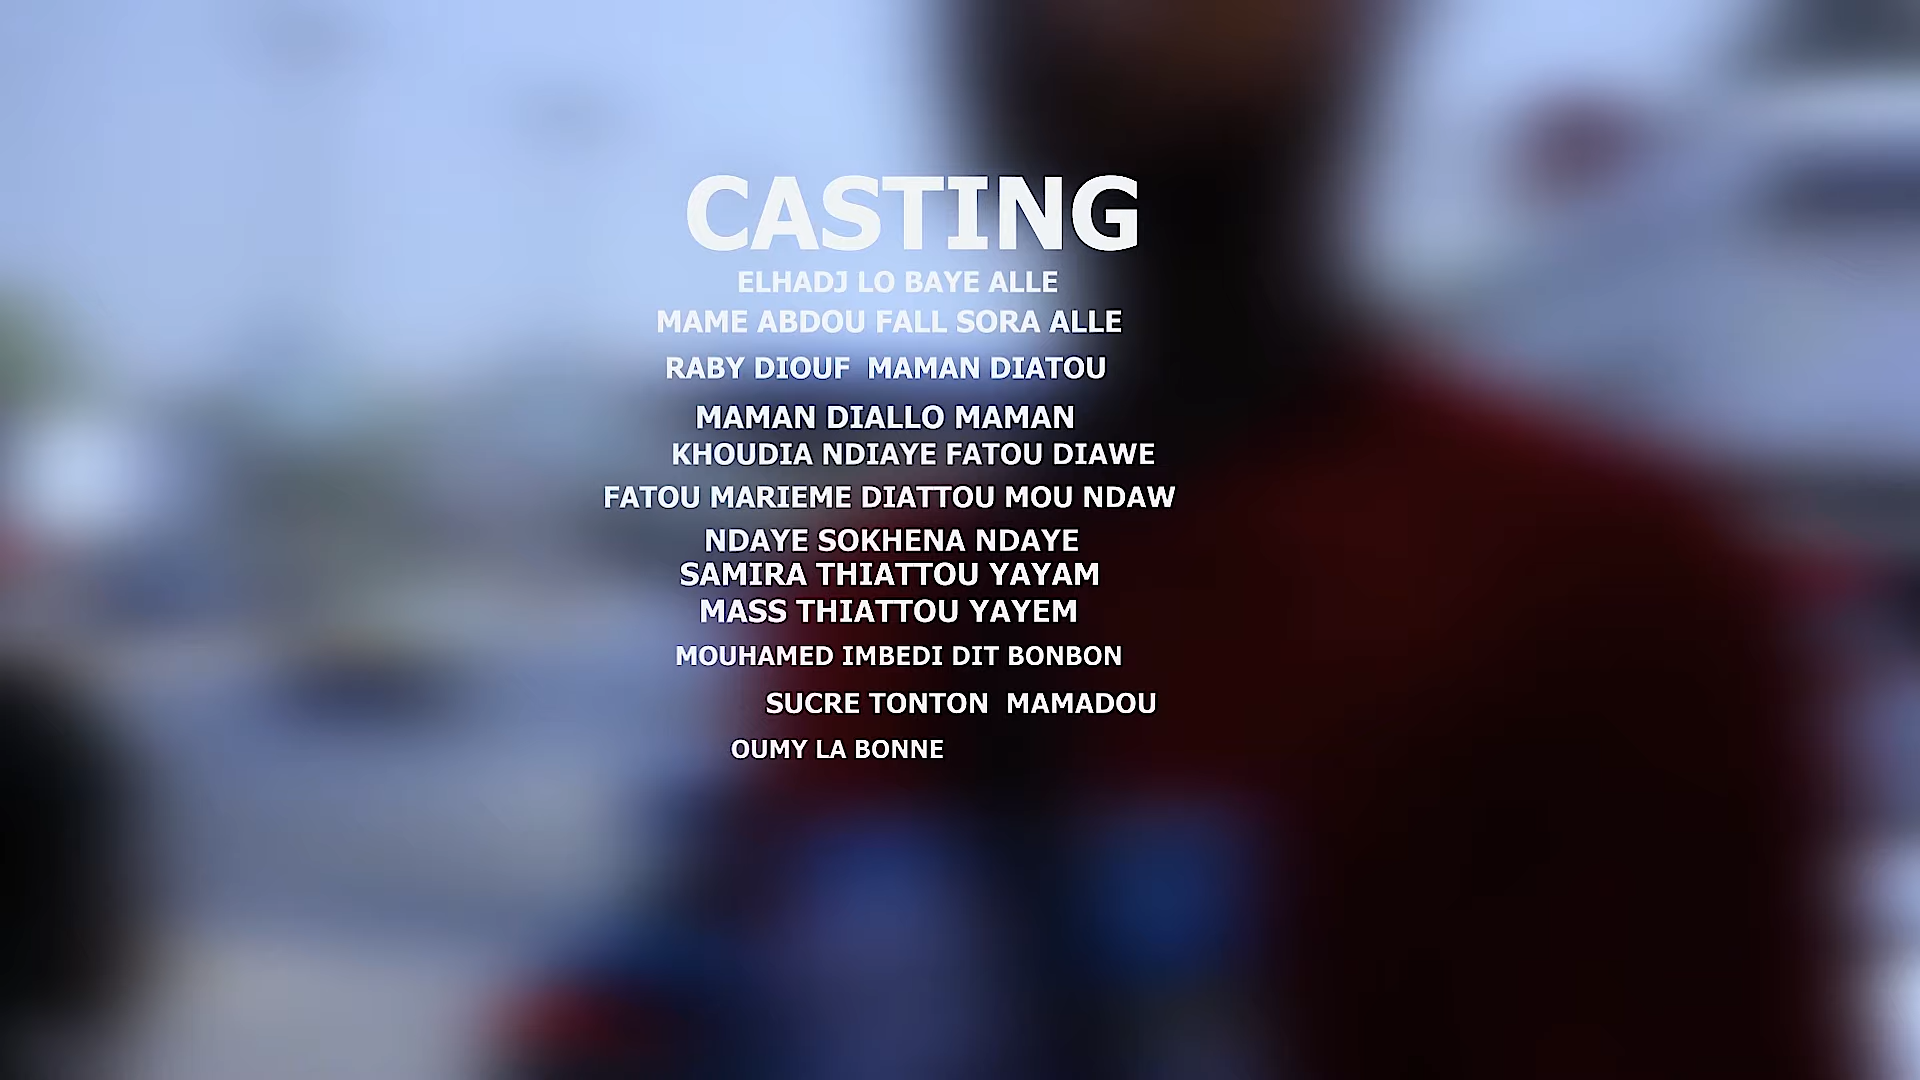 CASTING
ELHADJ LO BAYE ALLE
MAME ABDOU FALL SORA ALLE
RABY DIOUF MAMAN DIATOU
MAMAN DIALLO MAMAN
KHOUDIA NDIAYE FATOU DIAWE
FATOU MARIEME DIATTOU MOU NDAW
NDAYE SOKHENA NDAYE
SAMIRA THIATTOU YAYAM
MASS THIATTOU YAYEM
MOUHAMED IMBEDI DIT BONBON
SUCRE TONTON MAMADOU
OUMY LA BONNE